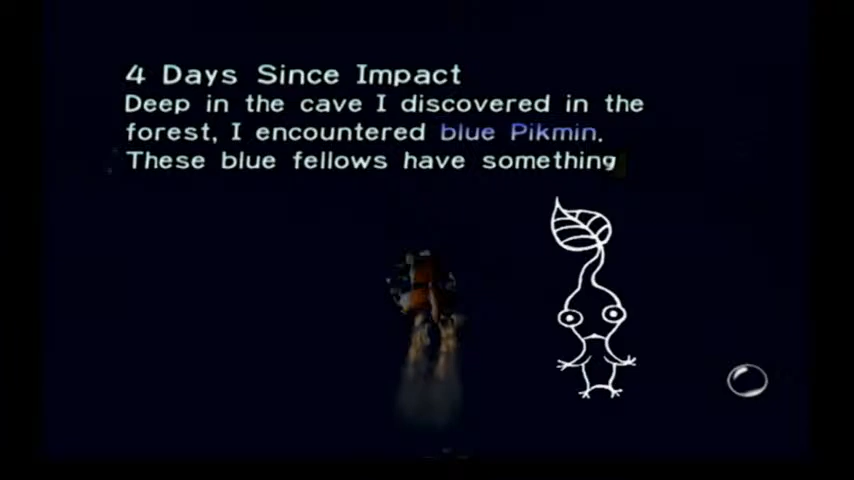 4 Days Since Impact
Deep in the cave I discovered in the
forest, I encountered blue Pikmin.
These blue fellows have something